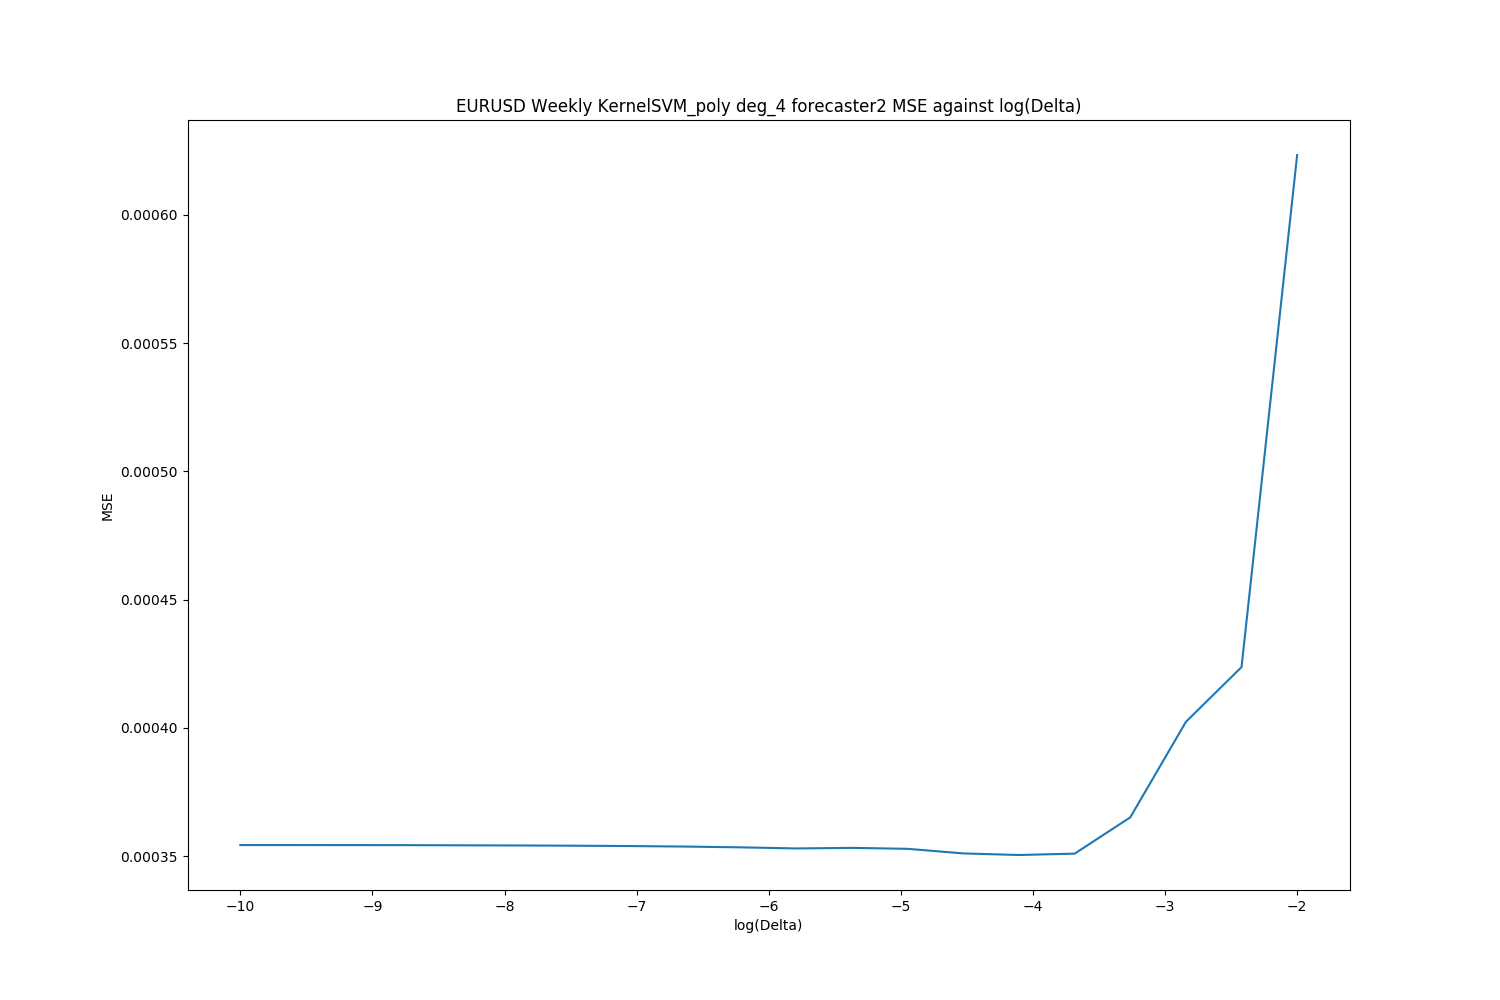 EURUSD Weekly KernelSVM_poly deg_4 forecaster2 MSE against log(Delta)
0.00060
0.00055
0.00050
MSE
0.00045
0.00040
0.00035
−10 −9 −8 −7 −6 −5 −4 −3 −2
log(Delta)